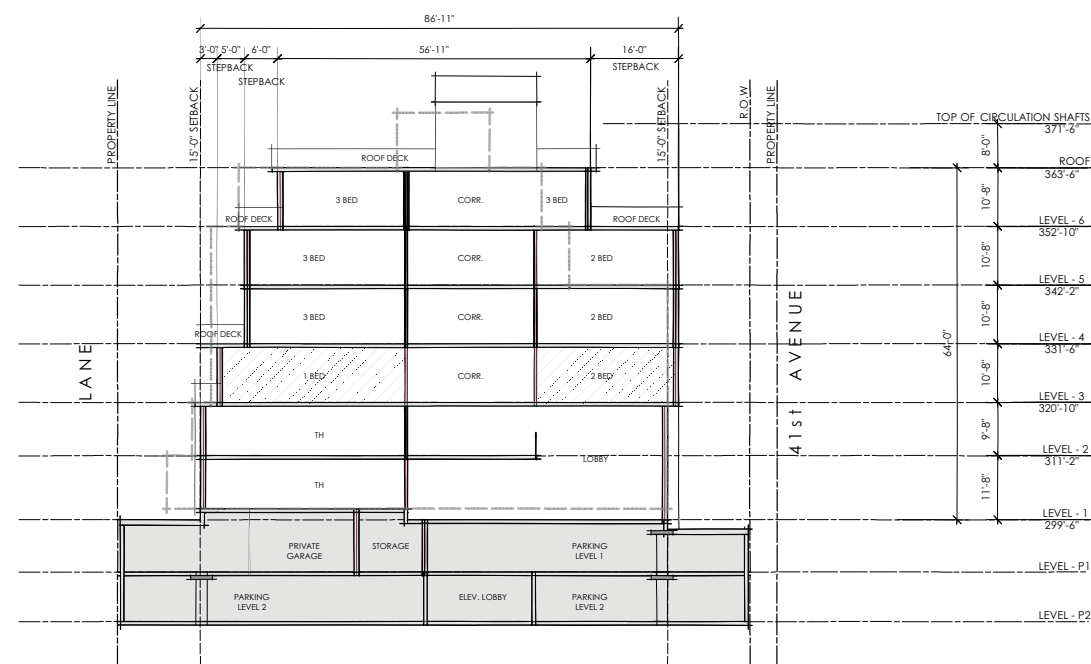 86'-11"
3'-0"
5'-0"
6'-0"
56'-11"
16'-0"
STEPBACK
STEPBACK
STEPBACK
PROPERTY LINE
15'-0" SETBACK
15'-0" SETBACK
R.O.W
PROPERTY LINE
TOP OF CIRCULATION SHAFTS
371'-6"
8'-0"
ROOF DECK
ROOF
363'-6"
3 BED
CORR.
3 BED
10'-8"
ROOF DECK
ROOF DECK
LEVEL - 6
352'-10"
3 BED
CORR.
2 BED
10'-8"
LEVEL - 5
342'-2"
3 BED
CORR.
2 BED
10'-8"
ROOF DECK
LEVEL - 4
331'-6"
64'-0"
LANE
41st AVENUE
1 BED
CORR.
2 BED
10'-8"
LEVEL - 3
320'-10"
TH
9'-8"
LOBBY
LEVEL - 2
311'-2"
TH
11'-8"
LEVEL - 1
299'-6"
PRIVATE
GARAGE
STORAGE
PARKING
LEVEL 1
LEVEL - P1
PARKING
LEVEL 2
ELEV. LOBBY
PARKING
LEVEL 2
LEVEL - P2